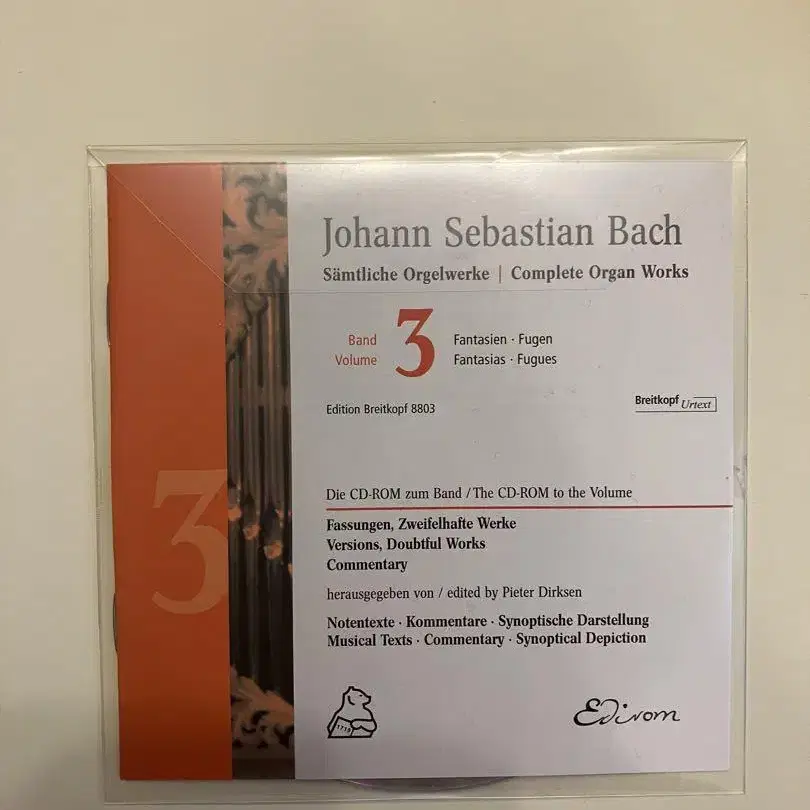 Johann Sebastian Bach
Sämtliche Orgelwerke | Complete Organ Works
Band
Volume
3
Fantasien · Fugen
Fantasias · Fugues
Edition Breitkopf 8803
Breitkopf Urtext
3
Die CD-ROM zum Band / The CD-ROM to the Volume
Fassungen, Zweifelhafte Werke
Versions, Doubtful Works
Commentary
herausgegeben von / edited by Pieter Dirksen
Notentexte · Kommentare · Synoptische Darstellung
Musical Texts · Commentary · Synoptical Depiction
1719
Edirom